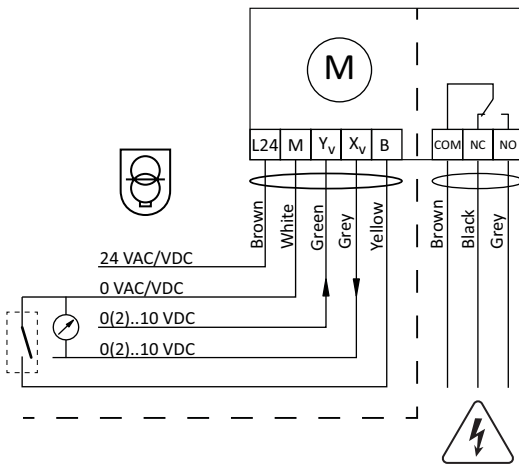 M
L24 M Yv Xv B COM NC NO
Brown White Green Grey Yellow Brown Black Grey
24 VAC/VDC
0 VAC/VDC
0(2)..10 VDC
0(2)..10 VDC